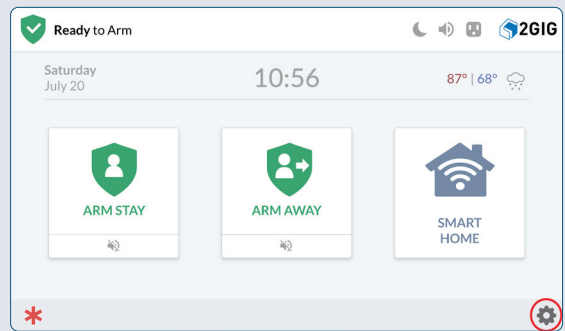 Ready to Arm
2GIG
Saturday
July 20
10:56
87° | 68°
ARM STAY
ARM AWAY
SMART
HOME